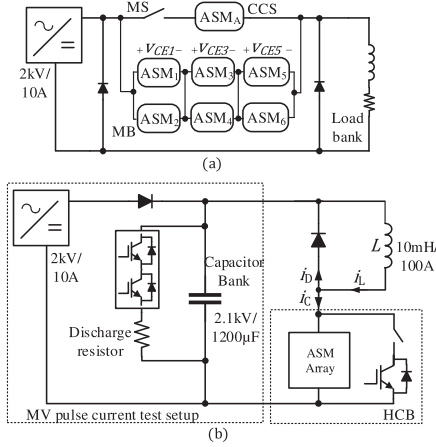 MS
ASM_A
CCS
+V_CE1−
+V_CE3−
+V_CE5 −
ASM_1
ASM_3
ASM_5
2kV/
10A
ASM_2
ASM_4
ASM_6
MB
Load
bank
(a)
2kV/
10A
Capacitor
Bank
2.1kV/
1200μF
Discharge
resistor
L
10mH/
100A
i_D
i_L
i_C
ASM
Array
MV pulse current test setup
HCB
(b)